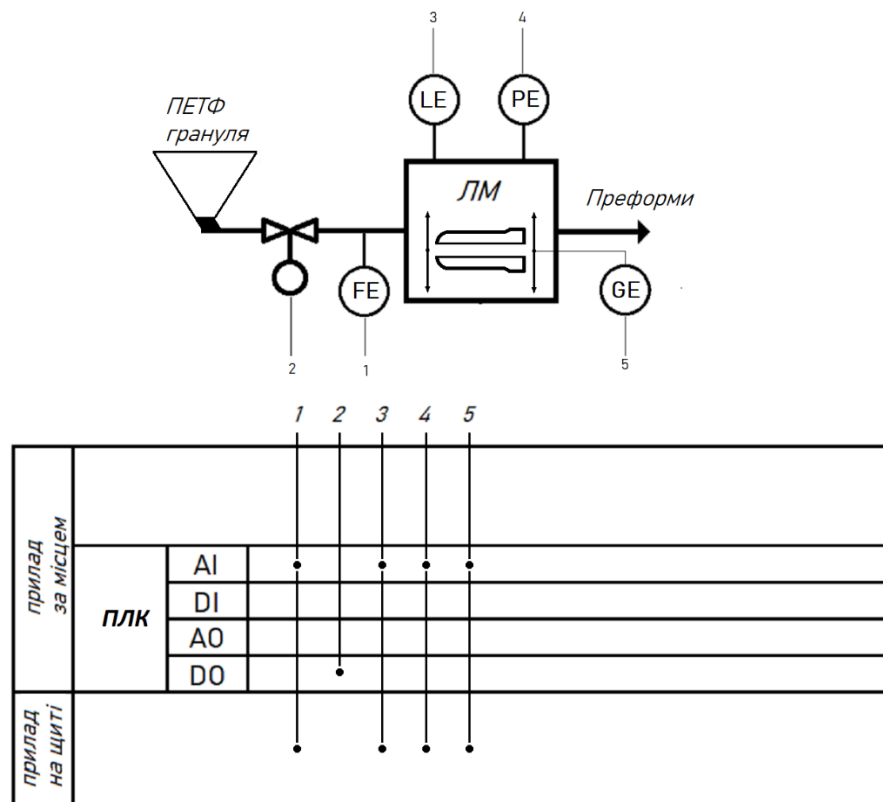 3 4
LE PE
ПЕТФ
грануля
ЛМ
Преформи
FE
GE
2 1 5
1 2 3 4 5
прилад
за місцем
ПЛК
AI
DI
AO
DO
прилад
на щиті